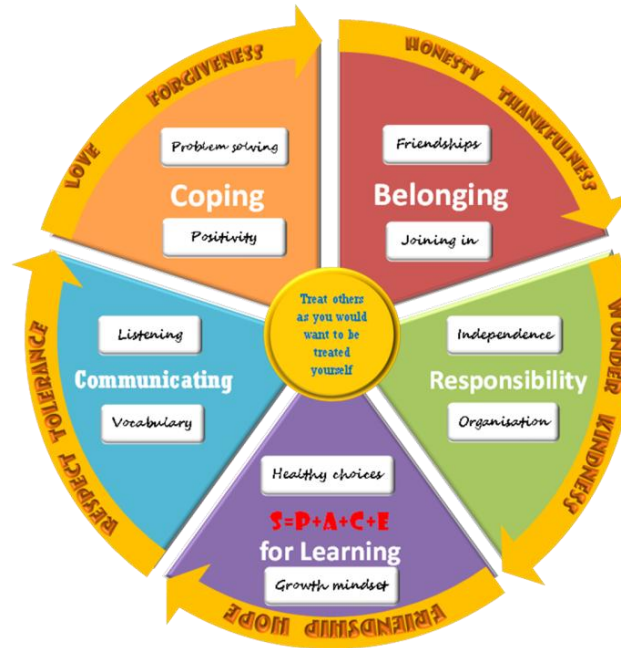 LOVE FORGIVENESS
HONESTY THANKFULNESS
Problem solving
Coping
Positivity
Friendships
Belonging
Joining in
Treat others
as you would
want to be
treated
yourself
Listening
Communicating
Vocabulary
Independence
Responsibility
Organisation
RESPECT TOLERANCE
WONDER KINDNESS
Healthy choices
S=P+A+C+E
for Learning
Growth mindset
FRIENDSHIP HOPE